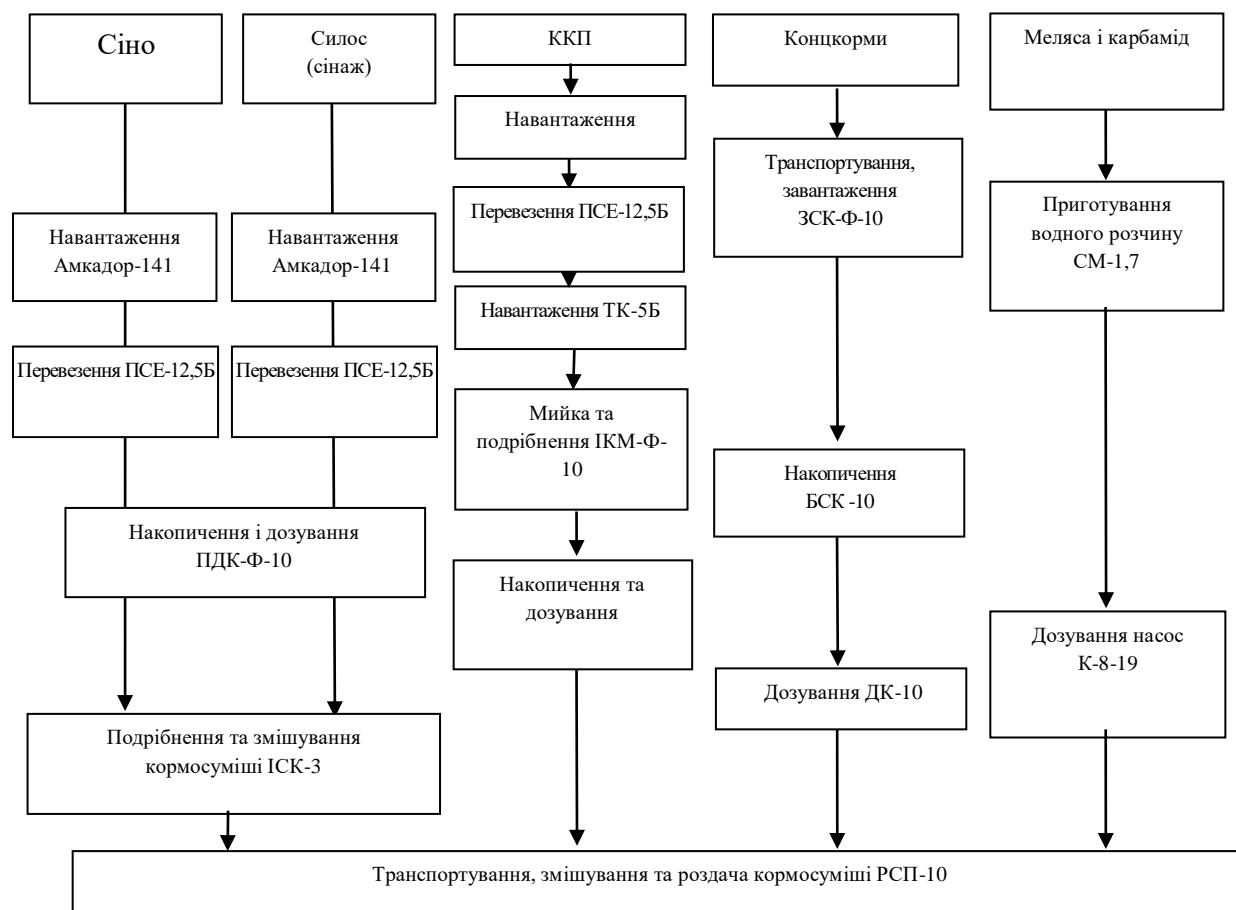 Сіно
Силос
(сінаж)
ККП
Концкорми
Меляса і карбамід
Навантаження
Транспортування,
завантаження
ЗСК-Ф-10
Приготування
водного розчину
СМ-1,7
Перевезення ПСЕ-12,5Б
Навантаження
Амкадор-141
Навантаження
Амкадор-141
Навантаження ТК-5Б
Перевезення ПСЕ-12,5Б
Перевезення ПСЕ-12,5Б
Мийка та
подрібнення ІКМ-Ф-
10
Накопичення
БСК -10
Накопичення і дозування
ПДК-Ф-10
Накопичення та
дозування
Дозування насос
К-8-19
Дозування ДК-10
Подрібнення та змішування
кормосуміші ІСК-3
Транспортування, змішування та роздача кормосуміші РСП-10